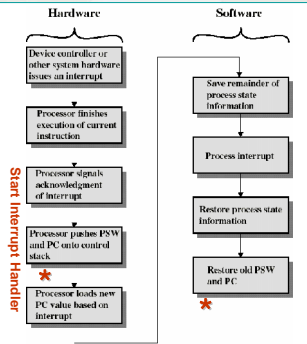 Hardware
Device controller or
other system hardware
issues an interrupt
Processor finishes
execution of current
instruction
Processor signals
acknowledgment
of interrupt
Processor pushes PSW
and PC onto control
stack
*
Processor loads new
PC value based on
interrupt
Start Interrupt Handler
Software
Save remainder of
process state
information
Process interrupt
Restore process state
information
Restore old PSW
and PC
*